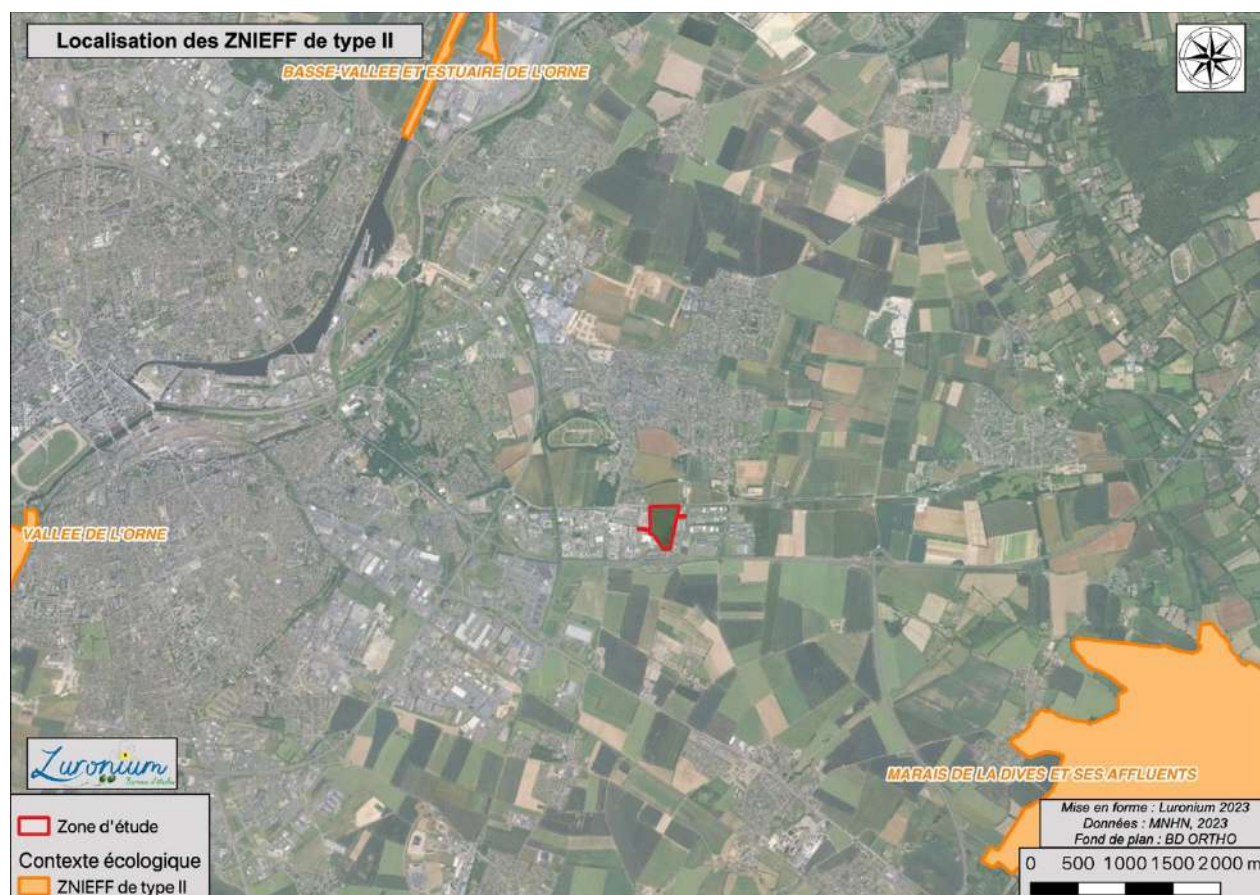 Localisation des ZNIEFF de type II
BASSE-VALLEE ET ESTUAIRE DE L'ORNE
VALLEE DE L'ORNE
MARAIS DE LA DIVES ET SES AFFLUENTS
Luronium
Bureau d'études
Zone d'étude
Contexte écologique
ZNIEFF de type II
Mise en forme : Luronium 2023
Données : MNHN, 2023
Fond de plan : BD ORTHO
0 500 1000 1500 2000 m